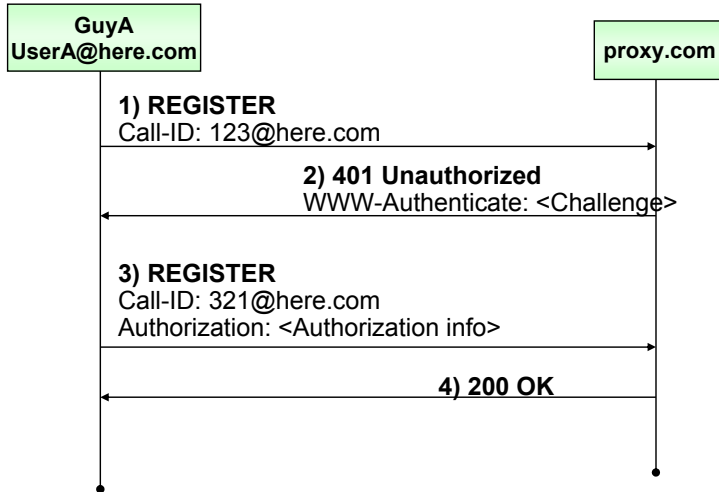 GuyA
UserA@here.com
proxy.com
1) REGISTER
Call-ID: 123@here.com
2) 401 Unauthorized
WWW-Authenticate: <Challenge>
3) REGISTER
Call-ID: 321@here.com
Authorization: <Authorization info>
4) 200 OK